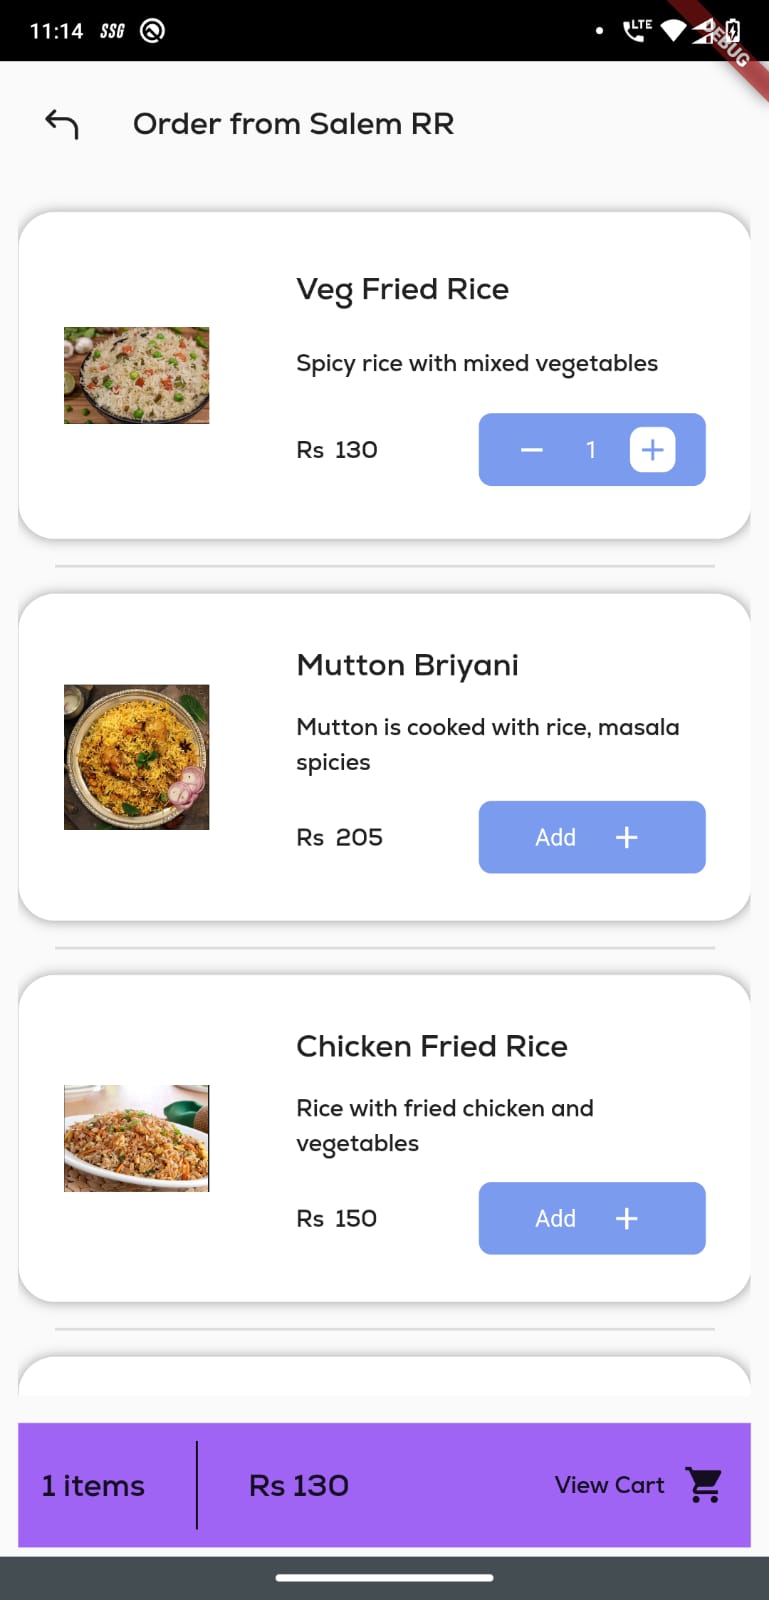 11:14 SSG LTE
DEBUG
Order from Salem RR
Veg Fried Rice
Spicy rice with mixed vegetables
Rs 130 1
Mutton Briyani
Mutton is cooked with rice, masala
spicies
Rs 205 Add
Chicken Fried Rice
Rice with fried chicken and
vegetables
Rs 150 Add
1 items Rs 130 View Cart